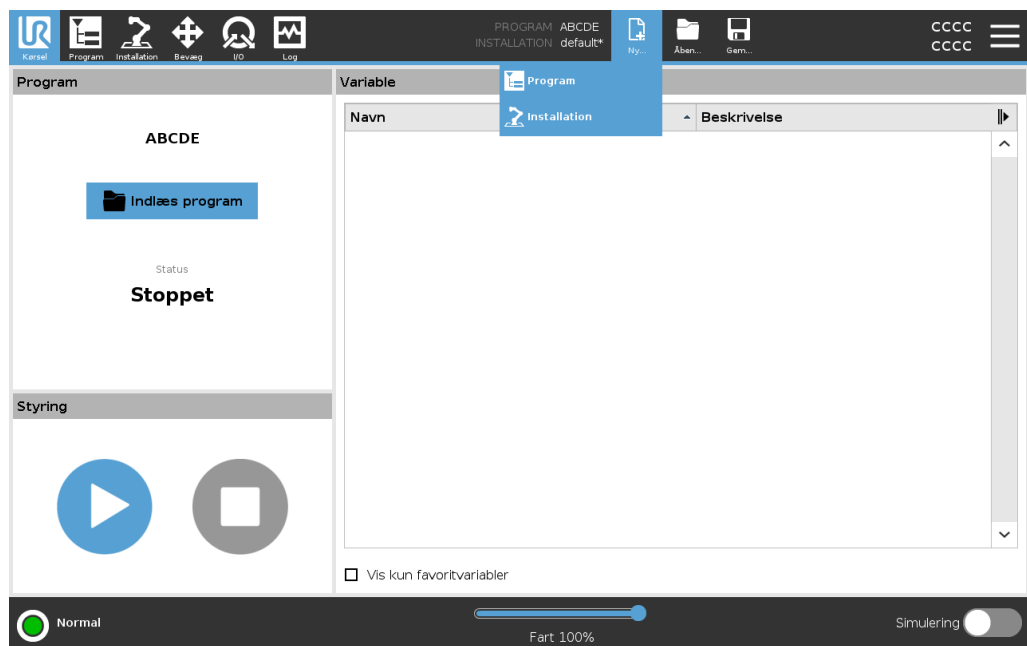 Kørsel
Program
Installation
Bevæg
I/O
Log
PROGRAM ABCDE
INSTALLATION default*
Ny...
Åben...
Gem...
CCCC
CCCC
Program
Variable
Program
Installation
Navn
Beskrivelse
ABCDE
Indlæs program
Status
Stoppet
Styring
Vis kun favoritvariabler
Normal
Fart 100%
Simulering